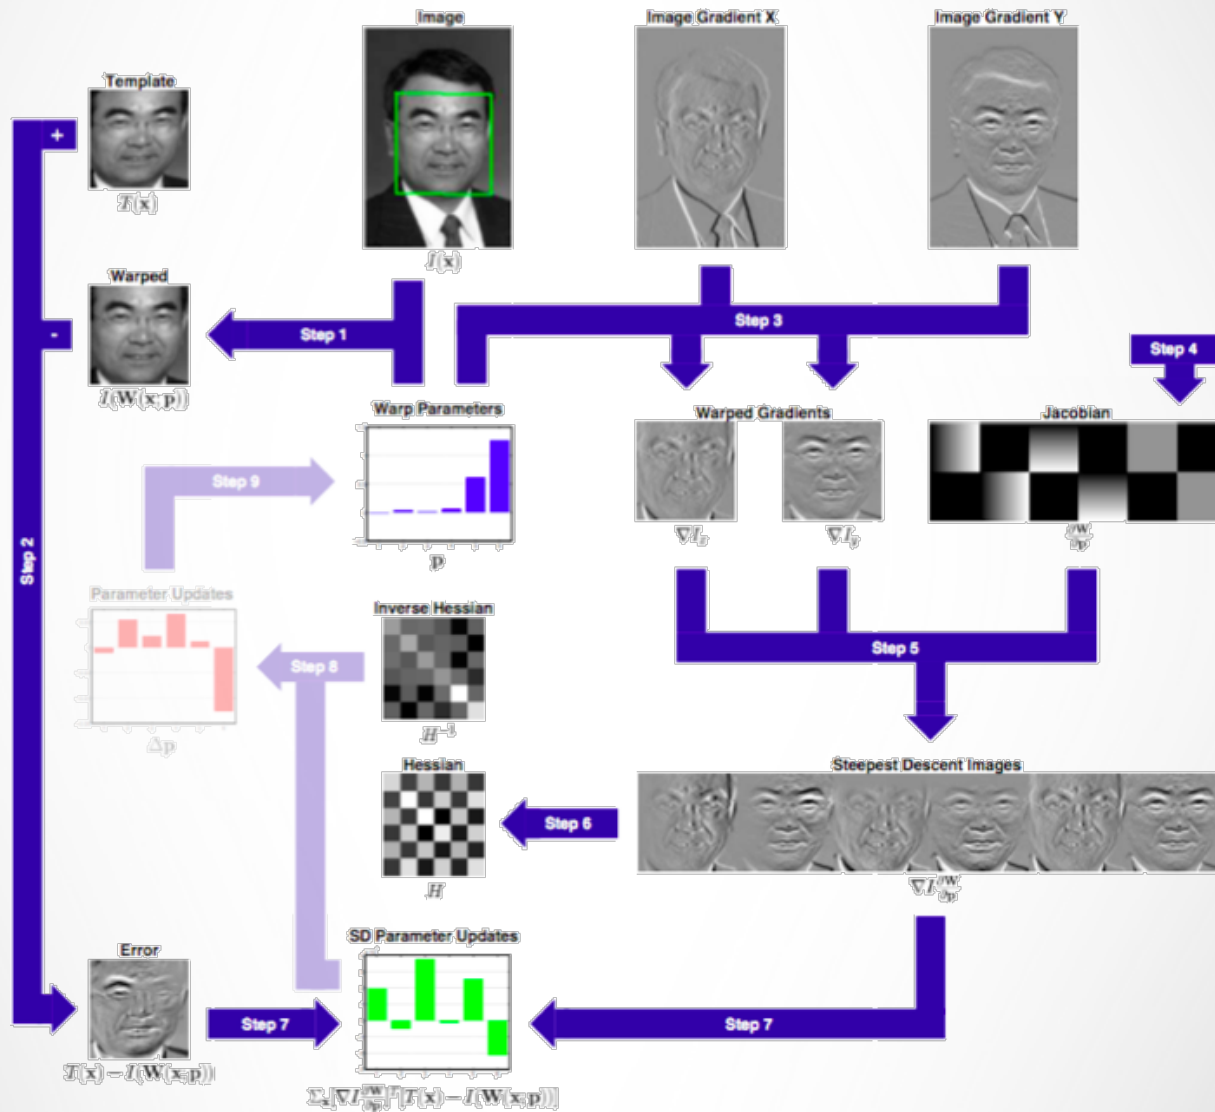 Image
Image Gradient X
Image Gradient Y
Template
+
T(x)
I(x)
Warped
-
Step 1
Step 3
Step 4
I(W(x;p))
Warp Parameters
Warped Gradients
Jacobian
Step 9
∇I_x
∇I_y
∂W/∂p
p
Step 2
Parameter Updates
Inverse Hessian
Step 5
Step 8
H^-1
Δp
Hessian
Steepest Descent Images
Step 6
H
∇I ∂W/∂p
SD Parameter Updates
Error
Step 7
Step 7
T(x) − I(W(x;p))
Σ_x[∇I ∂W/∂p]^T[T(x) − I(W(x;p))]